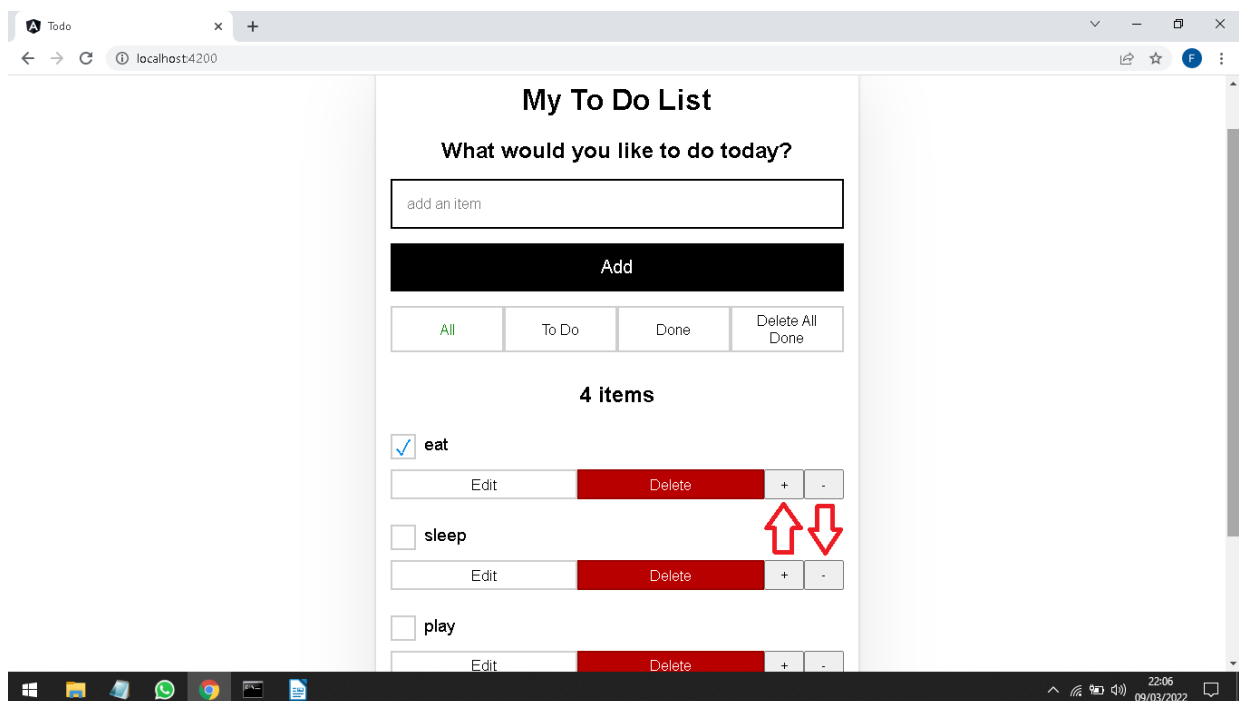 Todo
localhost:4200
F
My To Do List
What would you like to do today?
add an item
Add
All To Do Done Delete All Done
4 items
eat
Edit Delete + -
sleep
Edit Delete + -
play
Edit Delete + -
22:06
09/03/2022